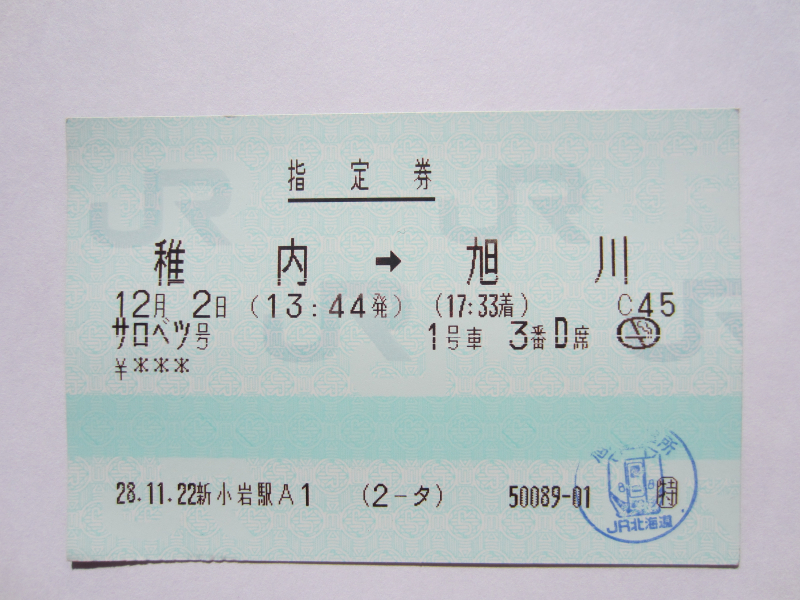 指定券
稚内 → 旭川
12月 2日 (13:44発) (17:33着) C45
サロベツ号 1号車 3番D席
¥***
28.11.22新小岩駅A1 (2-タ) 50089-01 特
JR北海道